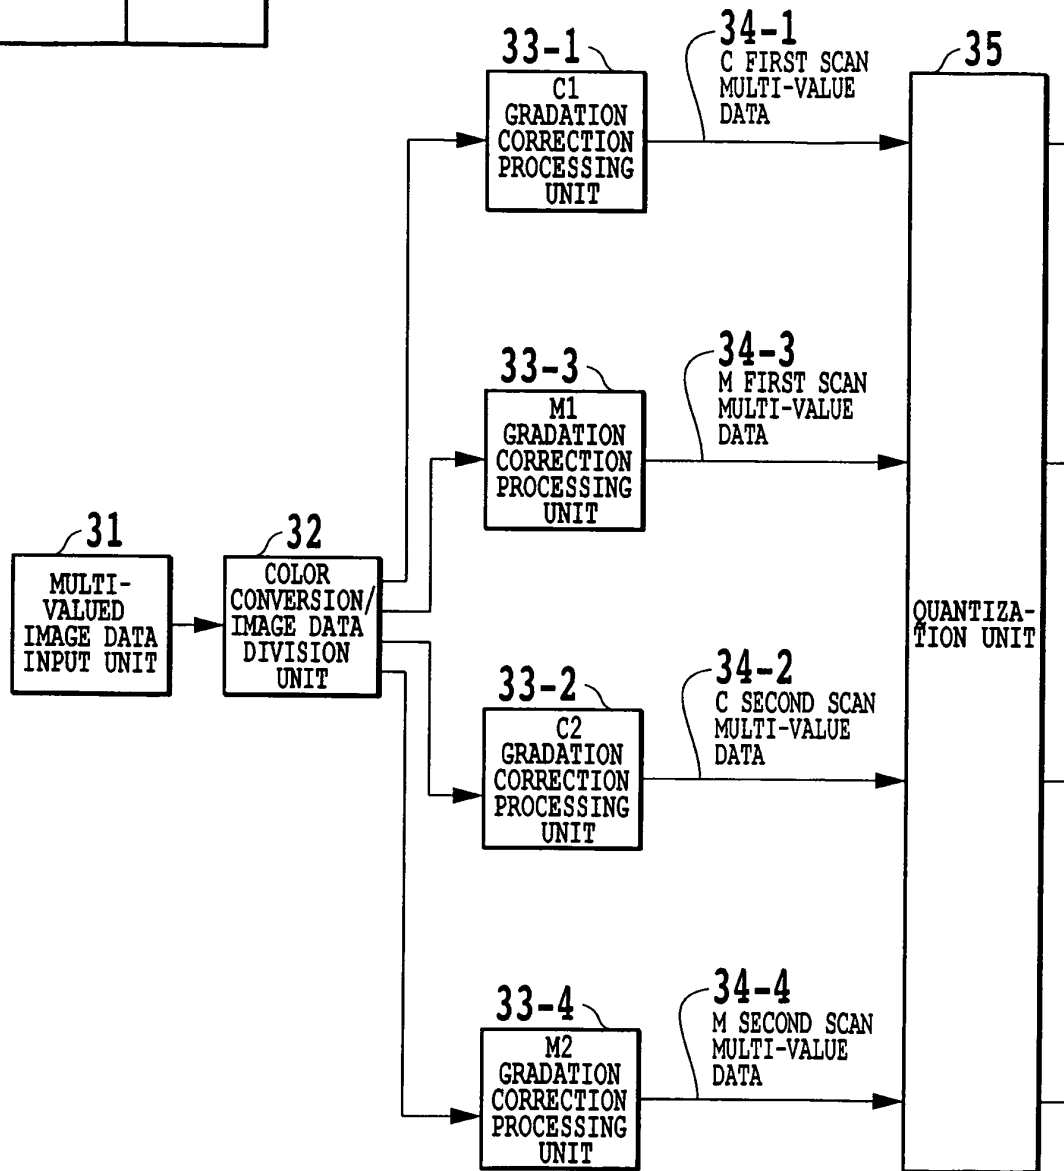 33-1
C1
GRADATION
CORRECTION
PROCESSING
UNIT
34-1
C FIRST SCAN
MULTI-VALUE
DATA
35
QUANTIZA-
TION UNIT
33-3
M1
GRADATION
CORRECTION
PROCESSING
UNIT
34-3
M FIRST SCAN
MULTI-VALUE
DATA
31
MULTI-
VALUED
IMAGE DATA
INPUT UNIT
32
COLOR
CONVERSION/
IMAGE DATA
DIVISION
UNIT
33-2
C2
GRADATION
CORRECTION
PROCESSING
UNIT
34-2
C SECOND SCAN
MULTI-VALUE
DATA
33-4
M2
GRADATION
CORRECTION
PROCESSING
UNIT
34-4
M SECOND SCAN
MULTI-VALUE
DATA